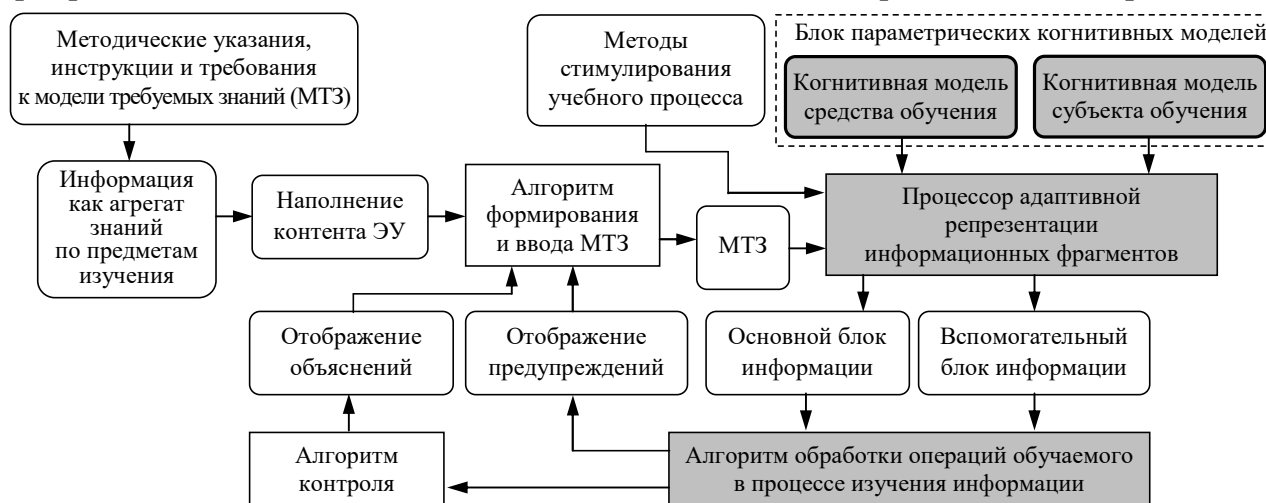 Методические указания,
инструкции и требования
к модели требуемых знаний (МТЗ)
Методы
стимулирования
учебного процесса
Блок параметрических когнитивных моделей
Когнитивная модель
средства обучения
Когнитивная модель
субъекта обучения
Информация
как агрегат
знаний
по предметам
изучения
Наполнение
контента ЭУ
Алгоритм
формирования
и ввода МТЗ
МТЗ
Процессор адаптивной
репрезентации
информационных фрагментов
Отображение
объяснений
Отображение
предупреждений
Основной блок
информации
Вспомогательный
блок информации
Алгоритм
контроля
Алгоритм обработки операций обучаемого
в процессе изучения информации